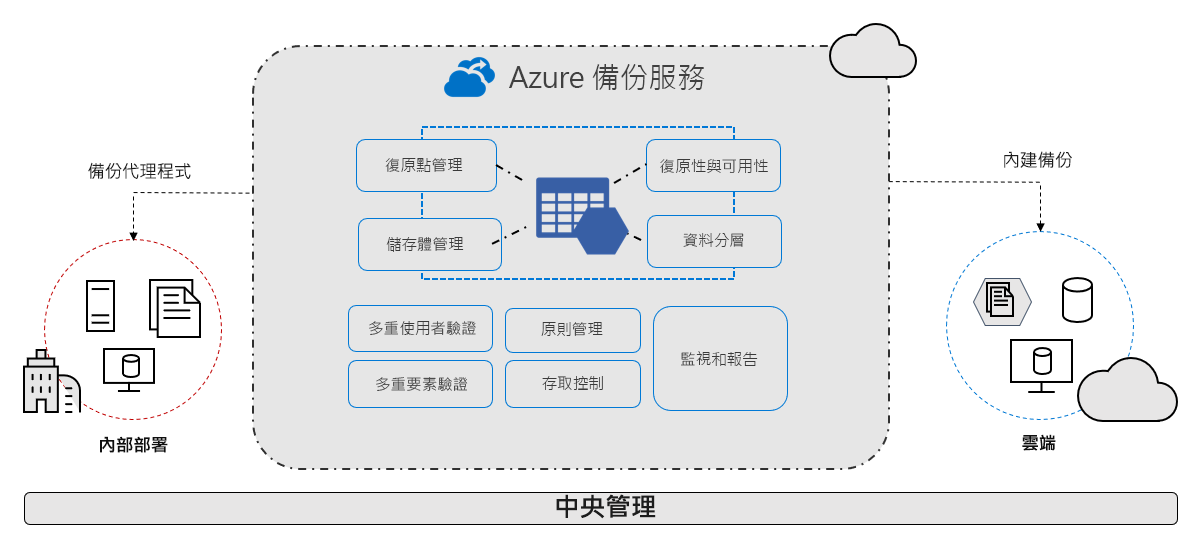 Azure 備份服務
備份代理程式
內建備份
復原點管理
復原性與可用性
儲存體管理
資料分層
多重使用者驗證
原則管理
監視和報告
多重要素驗證
存取控制
內部部署
雲端
中央管理